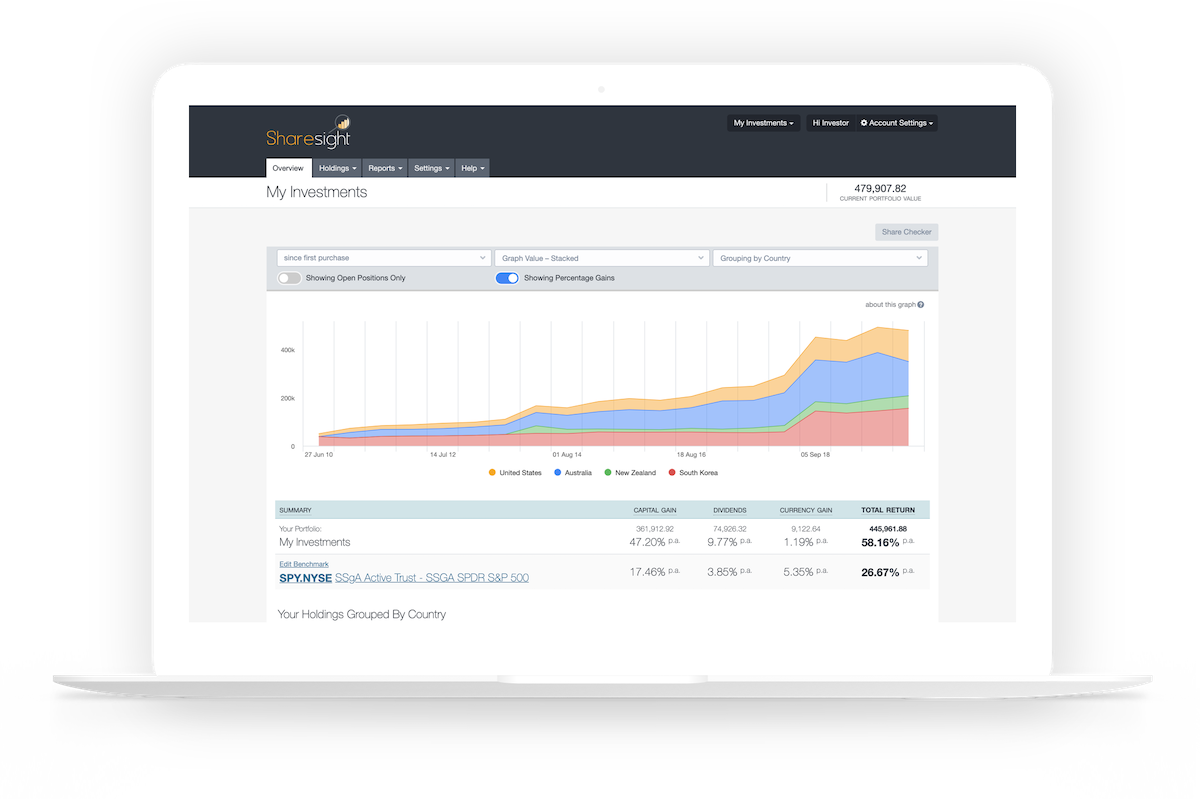 Sharesight
My Investments
Hi Investor
Account Settings
Overview
Holdings
Reports
Settings
Help
My Investments
479,907.82
CURRENT PORTFOLIO VALUE
Share Checker
since first purchase
Graph Value – Stacked
Grouping by Country
Showing Open Positions Only
Showing Percentage Gains
about this graph
400k
200k
0
27 Jun 10
14 Jul 12
01 Aug 14
18 Aug 16
05 Sep 18
United States
Australia
New Zealand
South Korea
SUMMARY CAPITAL GAIN DIVIDENDS CURRENCY GAIN TOTAL RETURN
Your Portfolio: 361,912.92 74,926.32 9,122.64 445,961.88
My Investments 47.20% p.a. 9.77% p.a. 1.19% p.a. 58.16% p.a.
Edit Benchmark
SPY.NYSE SSgA Active Trust - SSGA SPDR S&P 500 17.46% p.a. 3.85% p.a. 5.35% p.a. 26.67% p.a.
Your Holdings Grouped By Country